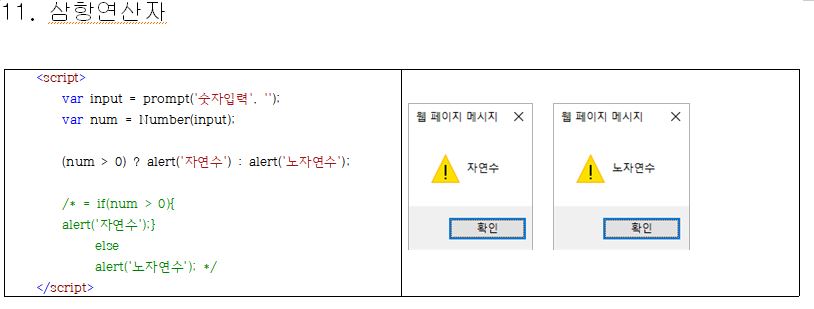 11. 삼항연산자
<script>
var input = prompt('숫자입력', '');
var num = Number(input);
(num > 0) ? alert('자연수') : alert('노자연수');
/* = if(num > 0){
alert('자연수');}
else
alert('노자연수'); */
</script>
웹 페이지 메시지
자연수
확인
웹 페이지 메시지
노자연수
확인